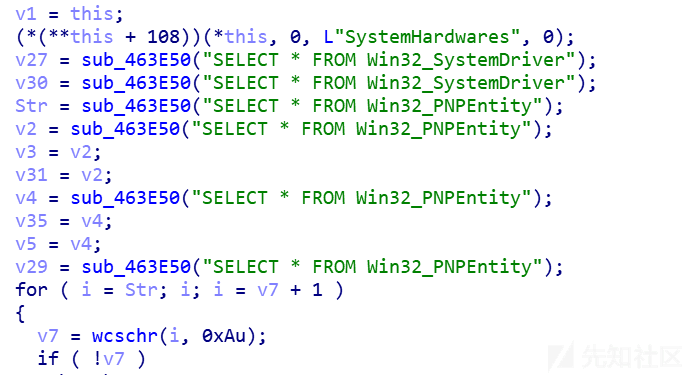 v1 = this;
(*(**this + 108))(*this, 0, L"SystemHardwares", 0);
v27 = sub_463E50("SELECT * FROM Win32_SystemDriver");
v30 = sub_463E50("SELECT * FROM Win32_SystemDriver");
Str = sub_463E50("SELECT * FROM Win32_PNPEntity");
v2 = sub_463E50("SELECT * FROM Win32_PNPEntity");
v3 = v2;
v31 = v2;
v4 = sub_463E50("SELECT * FROM Win32_PNPEntity");
v35 = v4;
v5 = v4;
v29 = sub_463E50("SELECT * FROM Win32_PNPEntity");
for ( i = Str; i; i = v7 + 1 )
{
v7 = wcschr(i, 0xAu);
if ( !v7 )
先知社区